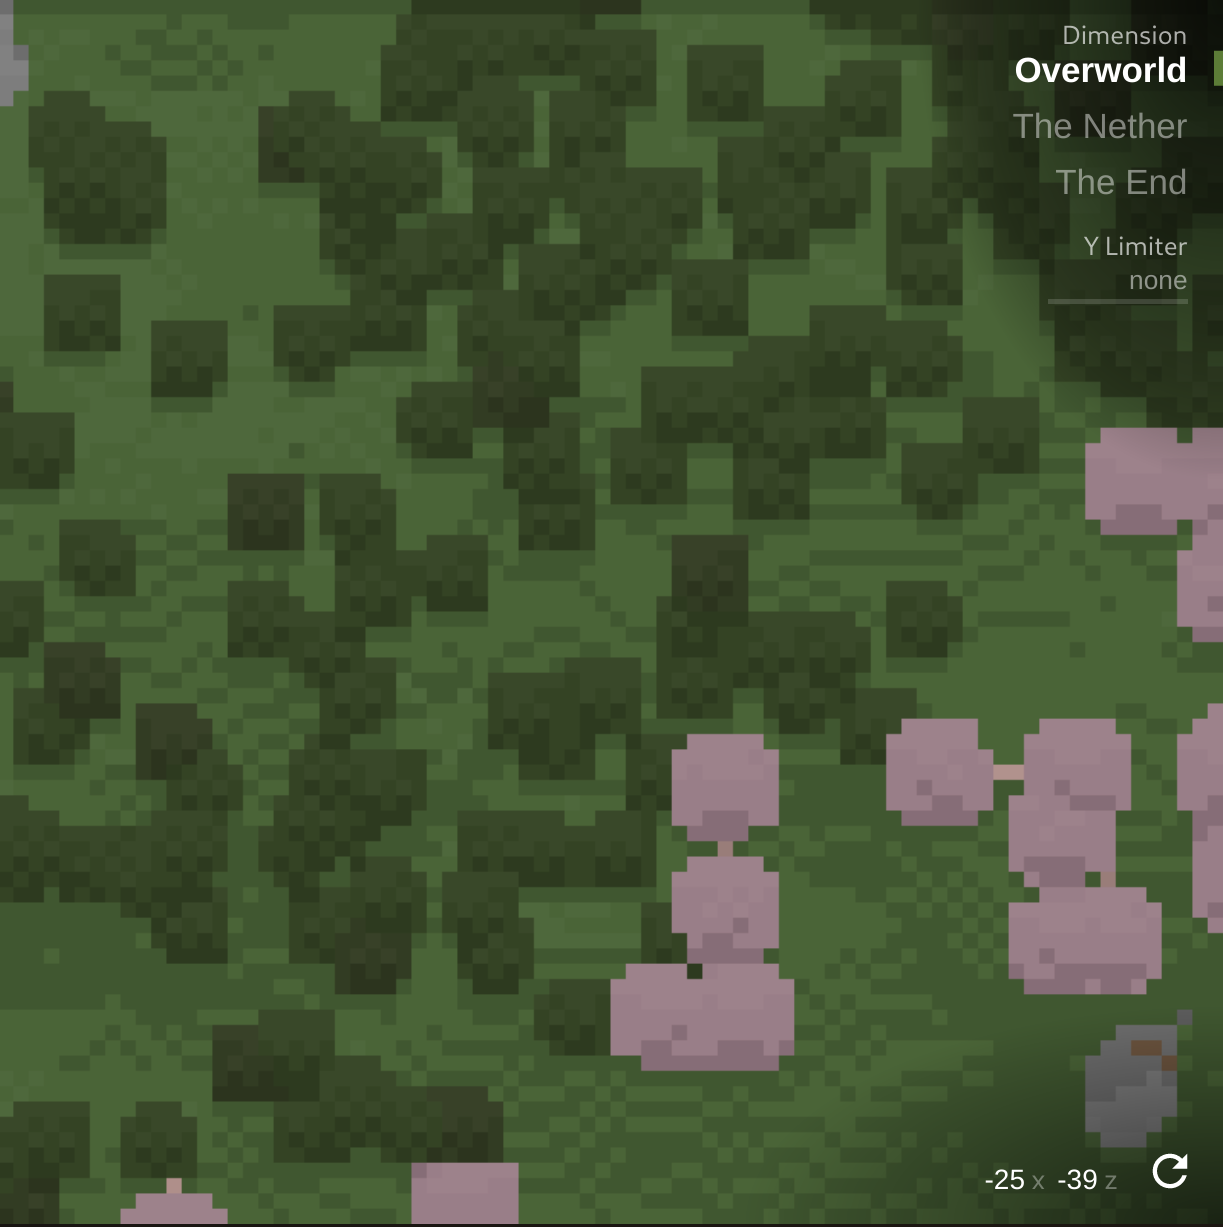 Dimension
Overworld
The Nether
The End
Y Limiter
none
-25 x -39 z